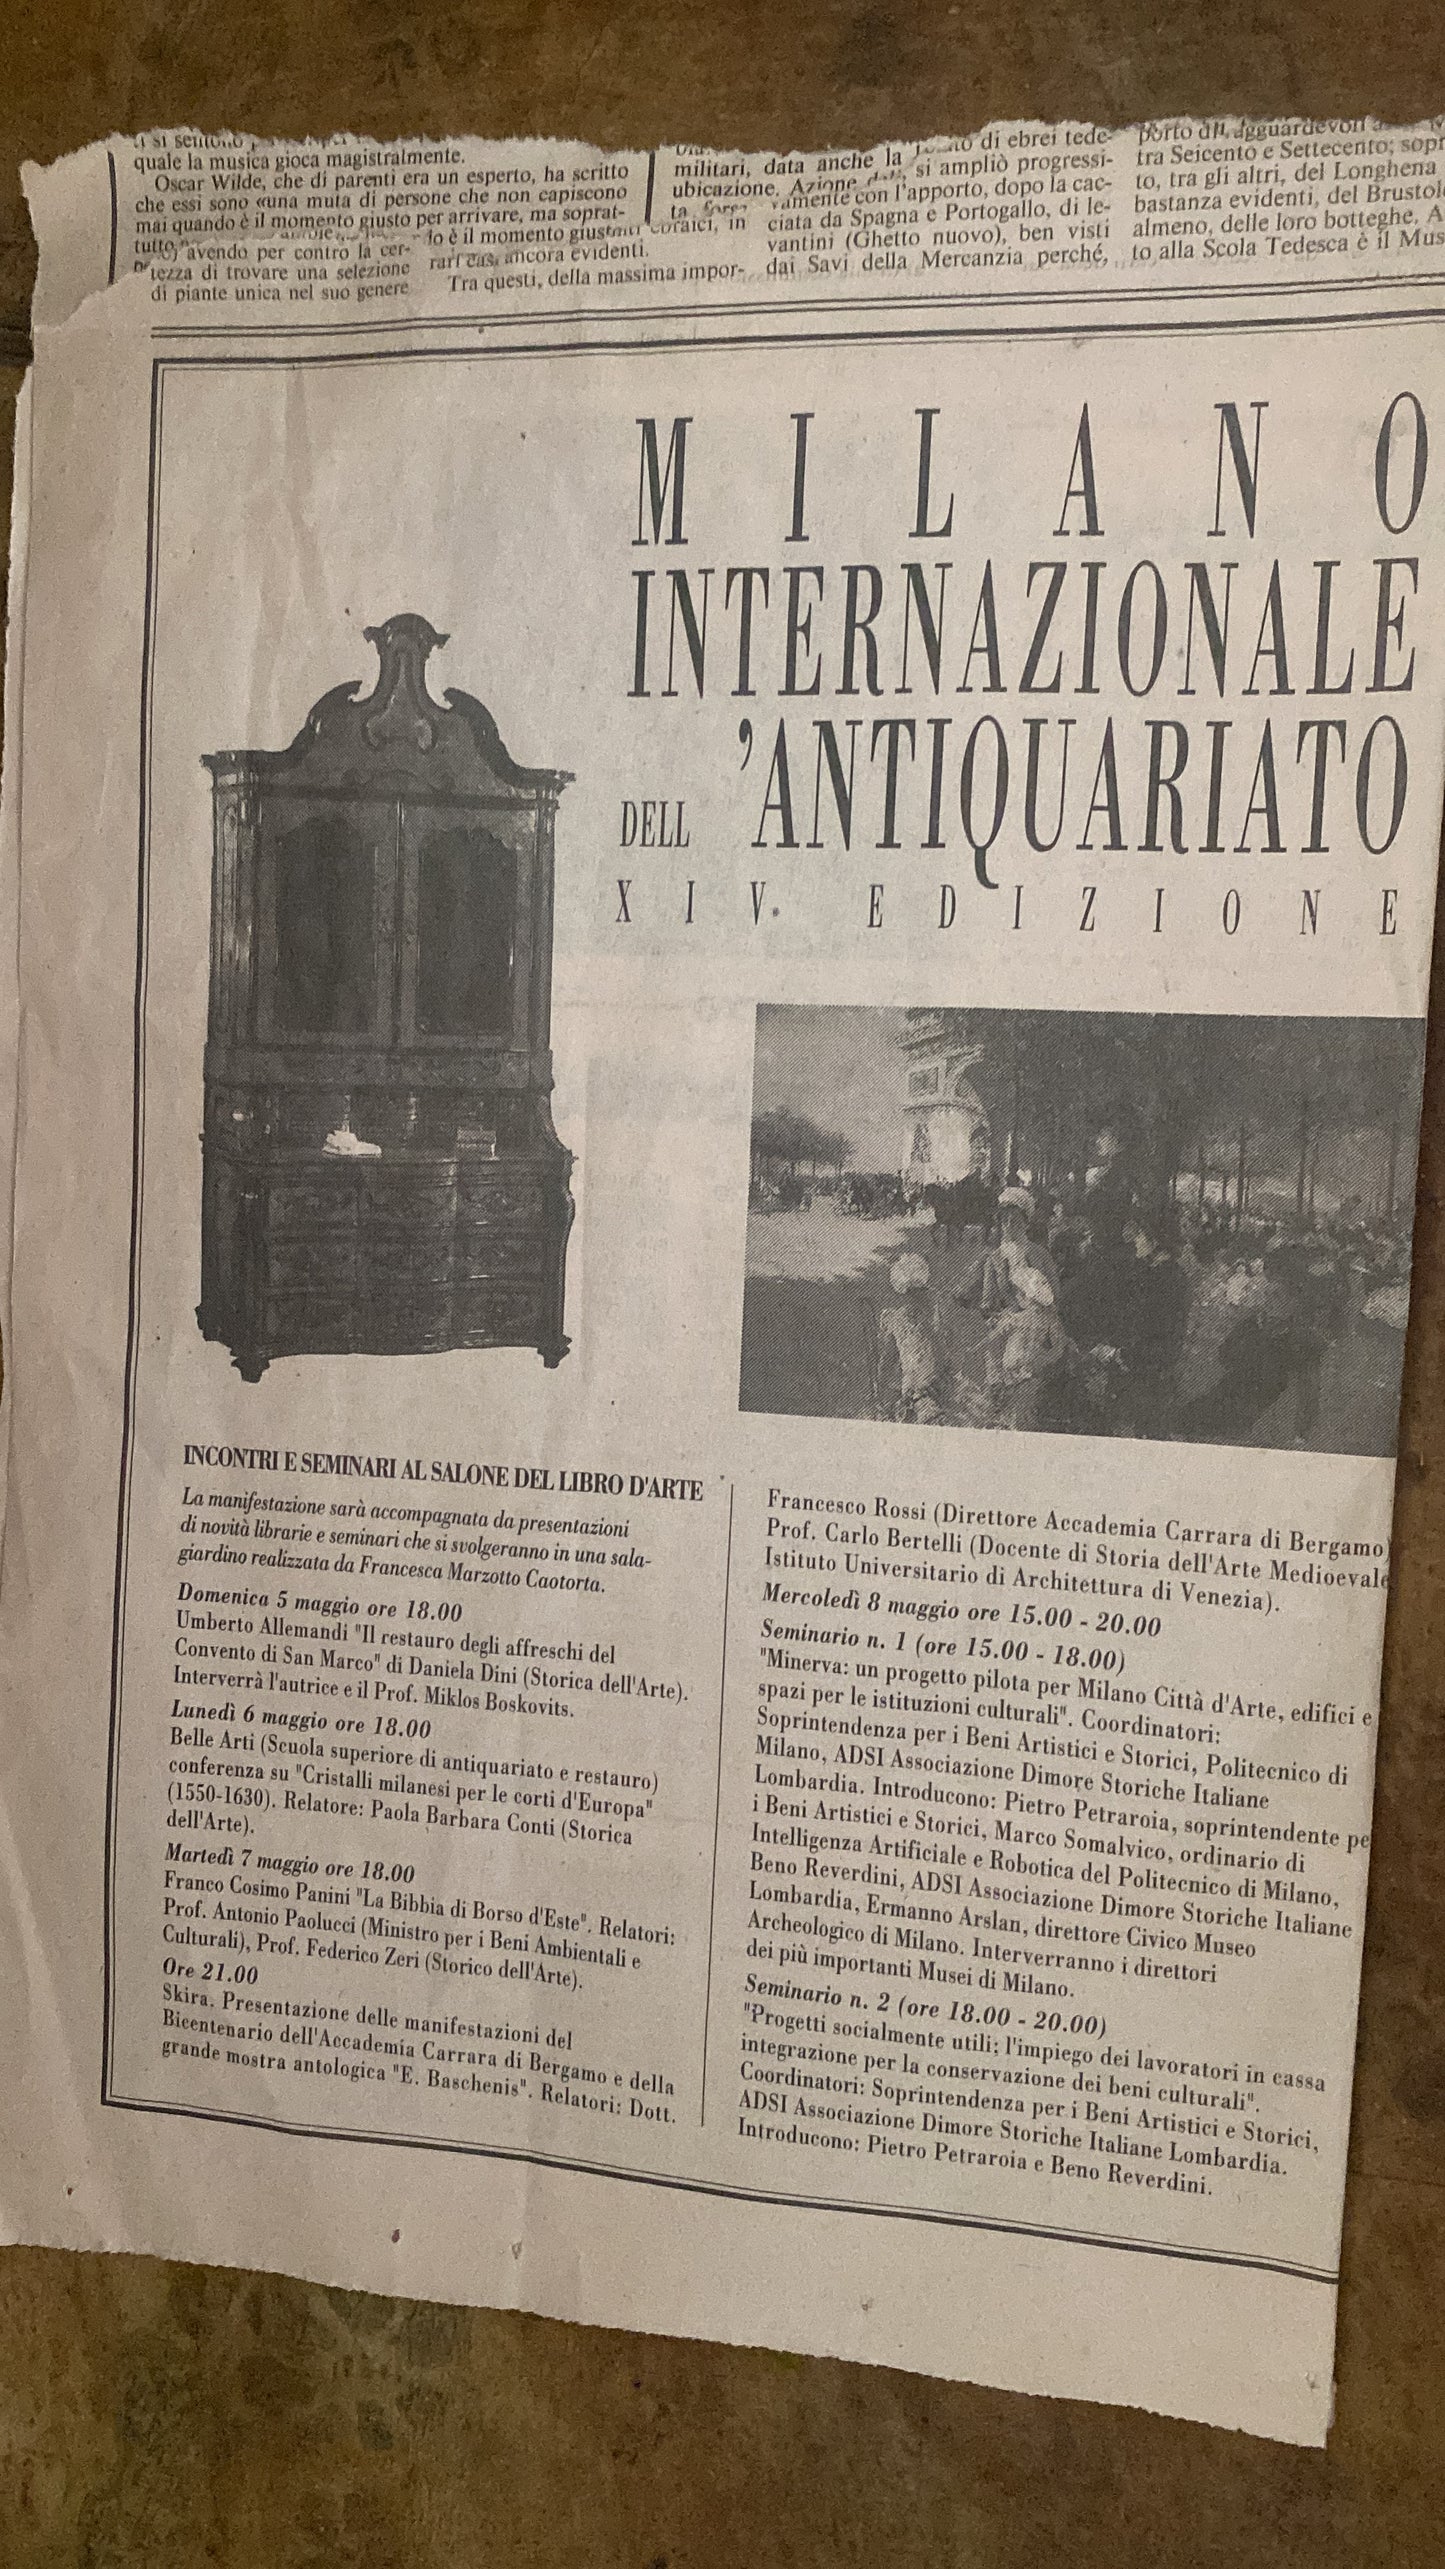 quale la musica gioca magistralmente.
Oscar Wilde, che di parenti era un esperto, ha scritto
che essi sono «una muta di persone che non capiscono
mai quando è il momento giusto per arrivare, ma soprat-
tutto
avendo per contro la cer-
tezza di trovare una selezione
di piante unica nel suo genere
lo è il momento
ancora evidenti.
Tra questi, della massima impor-
militari, data anche la
ubicazione. Azione
in
di ebrei tede-
si ampliò progressi-
vamente con l'apporto, dopo la cac-
ciata da Spagna e Portogallo, di le-
vantini (Ghetto nuovo), ben visti
dai Savi della Mercanzia perché,
tra Seicento e Settecento; sopr
to, tra gli altri, del Longhena
bastanza evidenti, del Brustol
almeno, delle loro botteghe. A
to alla Scola Tedesca è il Mus
MILANO
INTERNAZIONALE
DELL'ANTIQUARIATO
XIV EDIZIONE
INCONTRI E SEMINARI AL SALONE DEL LIBRO D'ARTE
La manifestazione sarà accompagnata da presentazioni
di novità librarie e seminari che si svolgeranno in una sala-
giardino realizzata da Francesca Marzotto Caotorta.
Domenica 5 maggio ore 18.00
Umberto Allemandi "Il restauro degli affreschi del
Convento di San Marco" di Daniela Dini (Storica dell'Arte).
Interverrà l'autrice e il Prof. Miklos Boskovits.
Lunedì 6 maggio ore 18.00
Belle Arti (Scuola superiore di antiquariato e restauro)
conferenza su "Cristalli milanesi per le corti d'Europa"
(1550-1630). Relatore: Paola Barbara Conti (Storica
dell'Arte).
Martedì 7 maggio ore 18.00
Franco Cosimo Panini "La Bibbia di Borso d'Este". Relatori:
Prof. Antonio Paolucci (Ministro per i Beni Ambientali e
Culturali), Prof. Federico Zeri (Storico dell'Arte).
Ore 21.00
Skira. Presentazione delle manifestazioni del
Bicentenario dell'Accademia Carrara di Bergamo e della
grande mostra antologica "E. Baschenis". Relatori: Dott.
Francesco Rossi (Direttore Accademia Carrara di Bergamo)
Prof. Carlo Bertelli (Docente di Storia dell'Arte Medioevale
Istituto Universitario di Architettura di Venezia).
Mercoledì 8 maggio ore 15.00 - 20.00
Seminario n. 1 (ore 15.00 - 18.00)
"Minerva: un progetto pilota per Milano Città d'Arte, edifici e
spazi per le istituzioni culturali". Coordinatori:
Soprintendenza per i Beni Artistici e Storici, Politecnico di
Milano, ADSI Associazione Dimore Storiche Italiane
Lombardia. Introducono: Pietro Petraroia, soprintendente pe
i Beni Artistici e Storici, Marco Somalvico, ordinario di
Intelligenza Artificiale e Robotica del Politecnico di Milano,
Beno Reverdini, ADSI Associazione Dimore Storiche Italiane
Lombardia, Ermanno Arslan, direttore Civico Museo
Archeologico di Milano. Interverranno i direttori
dei più importanti Musei di Milano.
Seminario n. 2 (ore 18.00 - 20.00)
"Progetti socialmente utili; l'impiego dei lavoratori in cassa
integrazione per la conservazione dei beni culturali".
Coordinatori: Soprintendenza per i Beni Artistici e Storici,
ADSI Associazione Dimore Storiche Italiane Lombardia.
Introducono: Pietro Petraroia e Beno Reverdini.